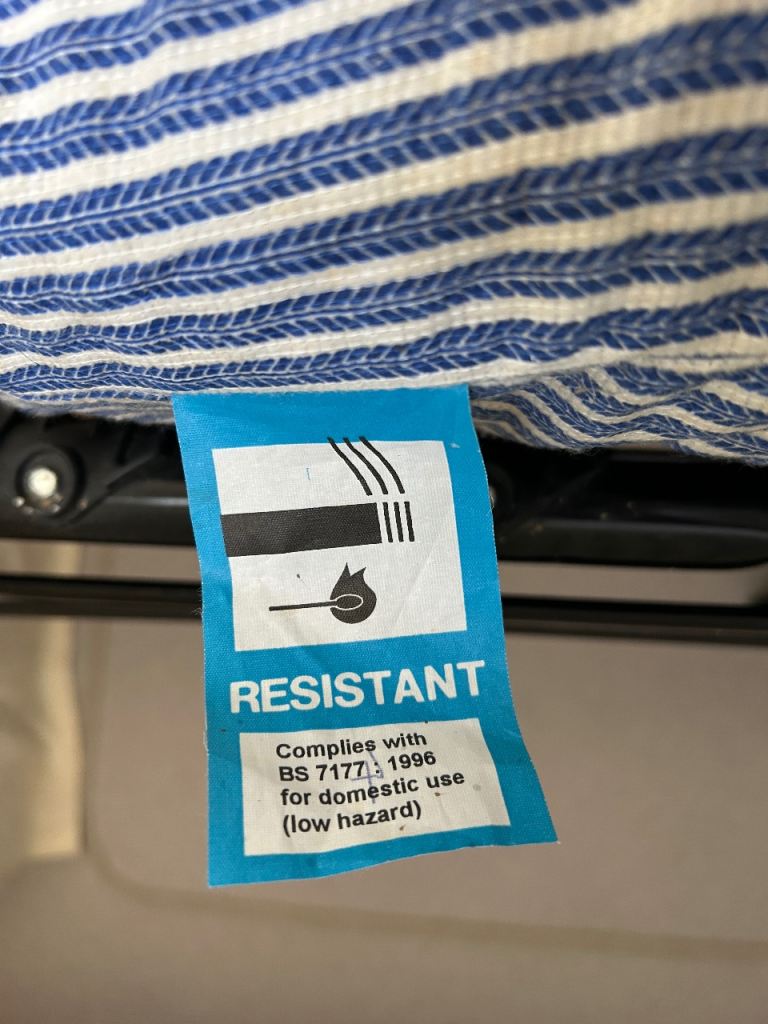 RESISTANT
Complies with
BS 7177 : 1996
for domestic use
(low hazard)